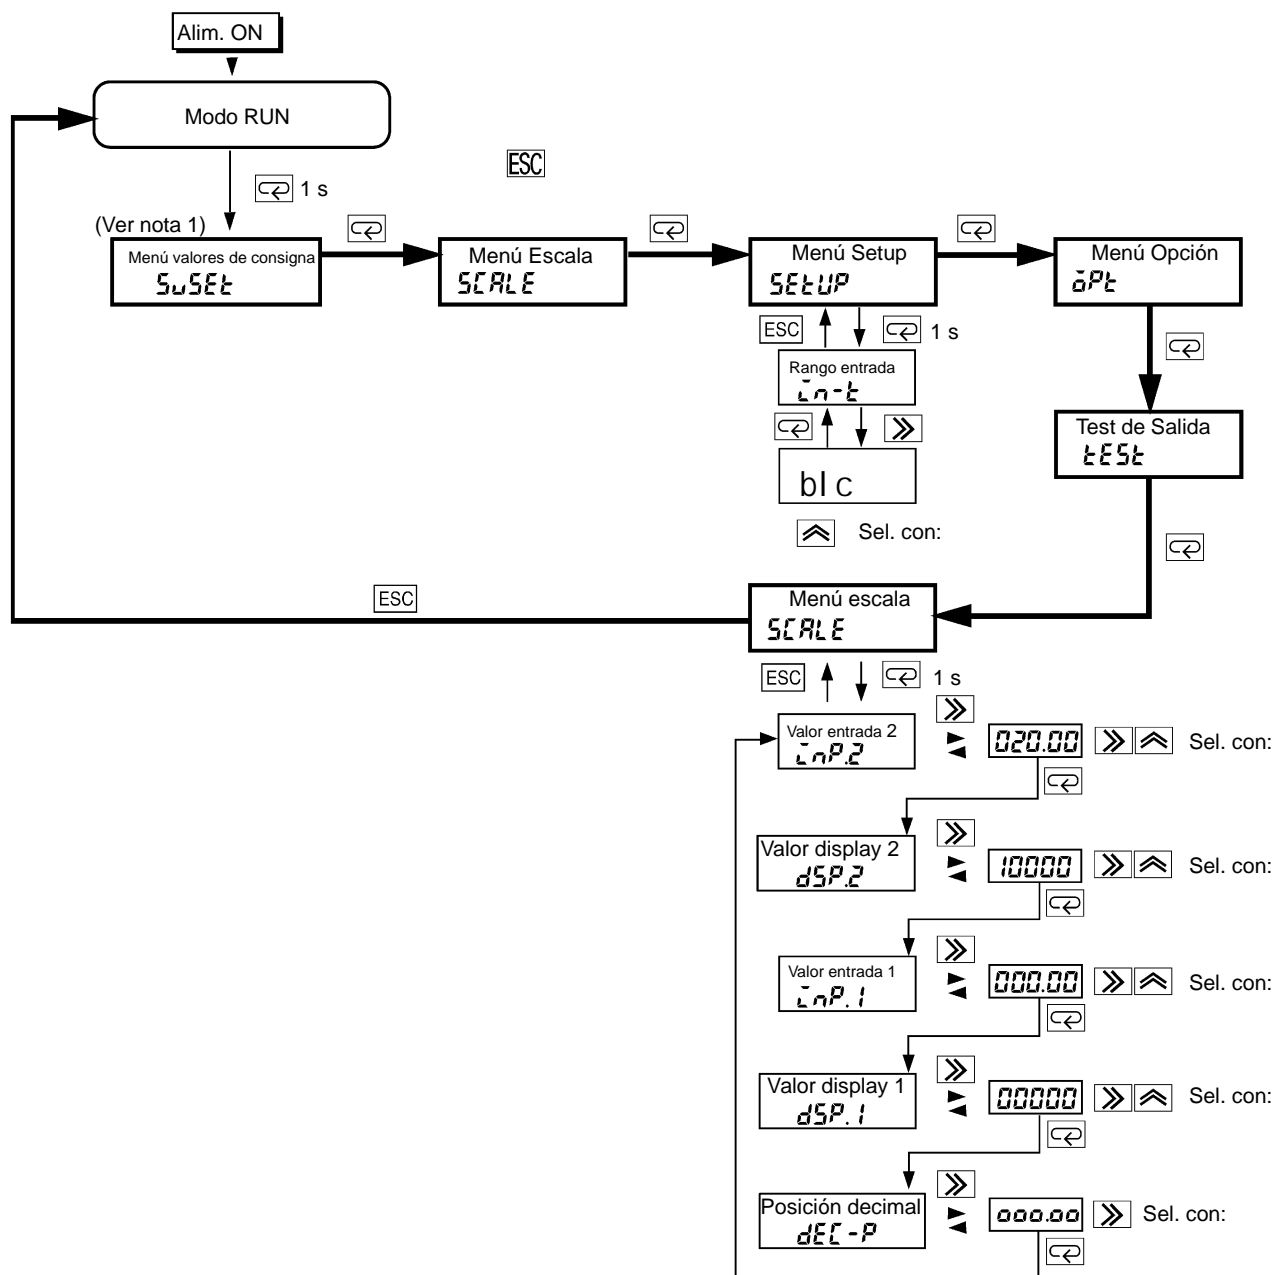 Alim. ON
Modo RUN
ESC
1 s
(Ver nota 1)
Menú valores de consigna
SvSEt
Menú Escala
SCALE
Menú Setup
SEtUP
Menú Opción
oPt
ESC
1 s
Rango entrada
in-t
blc
Sel. con:
Test de Salida
tESt
ESC
Menú escala
SCALE
ESC
1 s
Valor entrada 2
inP.2
020.00
Sel. con:
Valor display 2
dSP.2
10000
Sel. con:
Valor entrada 1
inP.1
000.00
Sel. con:
Valor display 1
dSP.1
00000
Sel. con:
Posición decimal
dEC-P
ooo.oo
Sel. con: